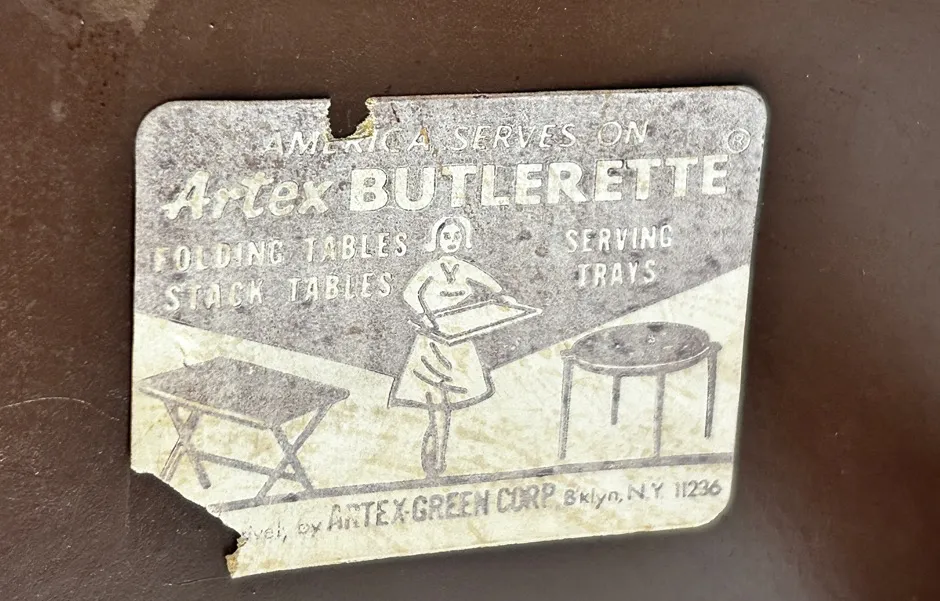 AMERICA SERVES ON
Artex BUTLERETTE®
FOLDING TABLES
STACK TABLES
SERVING
TRAYS
by ARTEX-GREEN CORP. B'klyn, N.Y. 11236